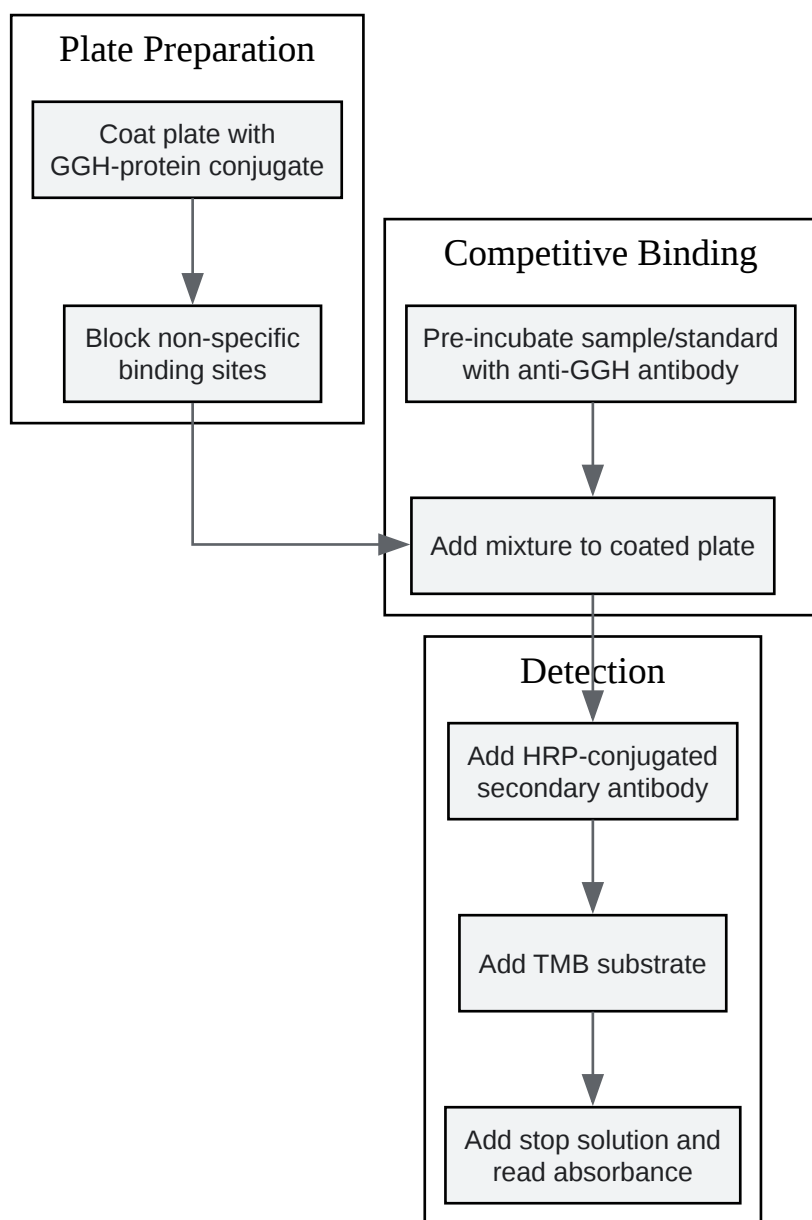 Plate Preparation
Coat plate with
GGH-protein conjugate
Block non-specific
binding sites
Competitive Binding
Pre-incubate sample/standard
with anti-GGH antibody
Add mixture to coated plate
Detection
Add HRP-conjugated
secondary antibody
Add TMB substrate
Add stop solution and
read absorbance